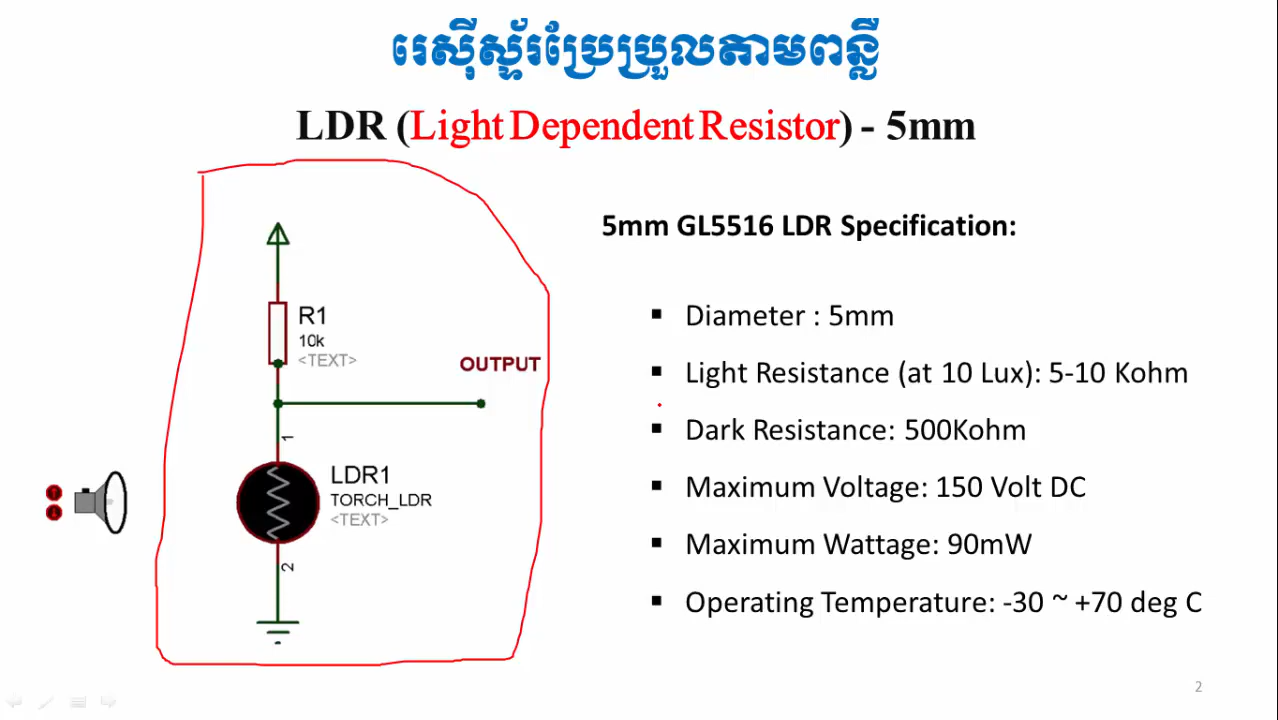 រេស៊ីស្ទ័រប្រែប្រួលតាមពន្លឺ
LDR (Light Dependent Resistor) - 5mm
5mm GL5516 LDR Specification:
R1
10k
<TEXT>
OUTPUT
1
LDR1
TORCH_LDR
<TEXT>
2
▪ Diameter : 5mm
▪ Light Resistance (at 10 Lux): 5-10 Kohm
▪ Dark Resistance: 500Kohm
▪ Maximum Voltage: 150 Volt DC
▪ Maximum Wattage: 90mW
▪ Operating Temperature: -30 ~ +70 deg C
2